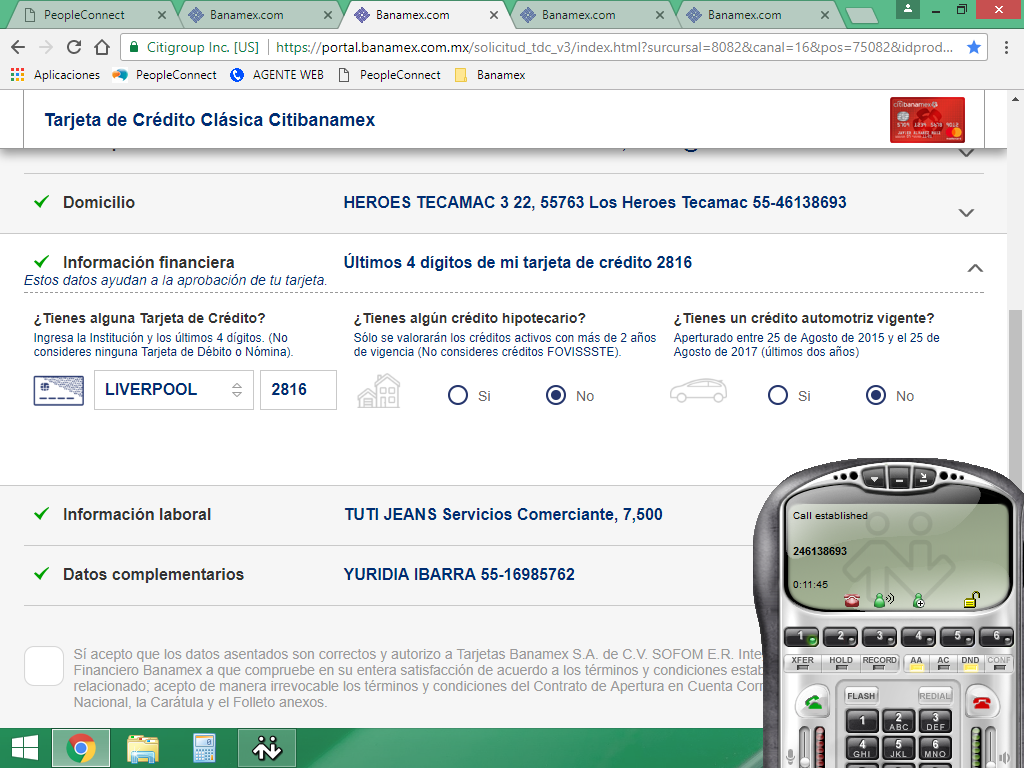 PeopleConnect
Banamex.com
Banamex.com
Banamex.com
Banamex.com
Citigroup Inc. [US]
https://portal.banamex.com.mx/solicitud_tdc_v3/index.html?surcursal=8082&canal=16&pos=75082&idprod...
Aplicaciones
PeopleConnect
AGENTE WEB
PeopleConnect
Banamex
Tarjeta de Crédito Clásica Citibanamex
citibanamex
Domicilio
HEROES TECAMAC 3 22, 55763 Los Heroes Tecamac 55-46138693
Información financiera
Últimos 4 dígitos de mi tarjeta de crédito 2816
Estos datos ayudan a la aprobación de tu tarjeta.
¿Tienes alguna Tarjeta de Crédito?
Ingresa la Institución y los últimos 4 dígitos. (No
consideres ninguna Tarjeta de Débito o Nómina).
LIVERPOOL
2816
¿Tienes algún crédito hipotecario?
Sólo se valorarán los créditos activos con más de 2 años
de vigencia (No consideres créditos FOVISSSTE).
Si
No
¿Tienes un crédito automotriz vigente?
Aperturado entre 25 de Agosto de 2015 y el 25 de
Agosto de 2017 (últimos dos años)
Si
No
Información laboral
TUTI JEANS Servicios Comerciante, 7,500
Datos complementarios
YURIDIA IBARRA 55-16985762
Sí acepto que los datos asentados son correctos y autorizo a Tarjetas Banamex S.A. de C.V. SOFOM E.R. Inte
Financiero Banamex a que compruebe en su entera satisfacción de acuerdo a los términos y condiciones estab
relacionado; acepto de manera irrevocable los términos y condiciones del Contrato de Apertura en Cuenta Cor
Nacional, la Carátula y el Folleto anexos.
Call established
246138693
0:11:45
1 2 3 4 5 6
XFER HOLD RECORD AA AC DND CONF
FLASH REDIAL
1 2 3
ABC DEF
4 5 6
GHI JKL MNO